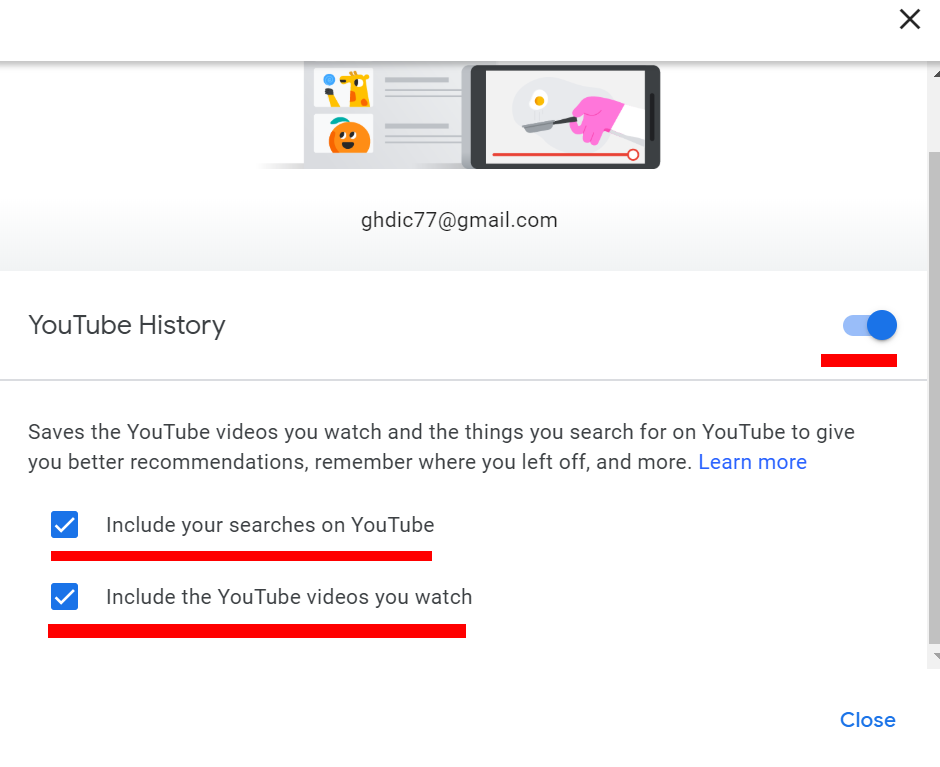 ghdic77@gmail.com
YouTube History
Saves the YouTube videos you watch and the things you search for on YouTube to give
you better recommendations, remember where you left off, and more. Learn more
Include your searches on YouTube
Include the YouTube videos you watch
Close